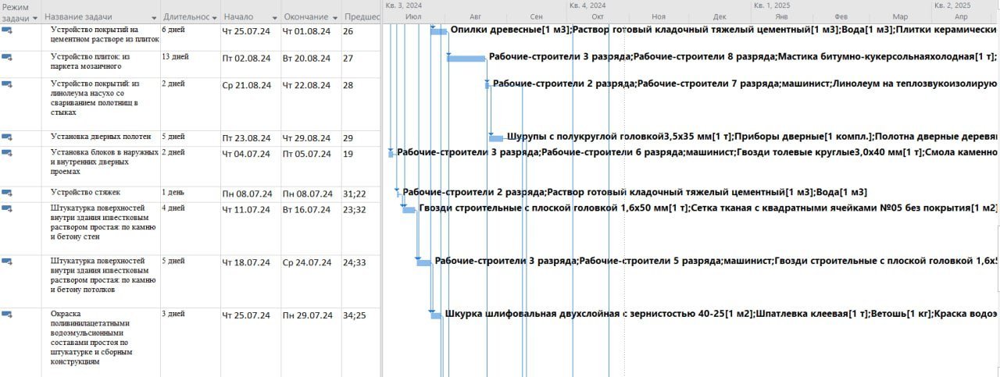 Режим задачи Название задачи Длительнос Начало Окончание Предшес
Кв. 3, 2024 Кв. 4, 2024 Кв. 1, 2025 Кв. 2, 2025
Июл Авг Сен Окт Ноя Дек Янв Фев Мар Апр
Устройство покрытий на 6 дней Чт 25.07.24 Чт 01.08.24 26 Опилки древесные[1 м3];Раствор готовый кладочный тяжелый цементный[1 м3];Вода[1 м3];Плитки керамически
цементном растворе из плиток
Устройство плиток: из 13 дней Пт 02.08.24 Вт 20.08.24 27 Рабочие-строители 3 разряда;Рабочие-строители 8 разряда;Мастика битумно-кукерсольнаяхолодная[1 т];
паркета мозаичного
Устройство покрытий: из 2 дней Ср 21.08.24 Чт 22.08.24 28 Рабочие-строители 2 разряда;Рабочие-строители 7 разряда;машинист;Линолеум на теплозвукоизолирую
линолеума насухо со
свариванием полотнищ в
стыках
Установка дверных полотен 5 дней Пт 23.08.24 Чт 29.08.24 29 Шурупы с полукруглой головкой3,5х35 мм[1 т];Приборы дверные[1 компл.];Полотна дверные деревя
Установка блоков в наружных 2 дней Чт 04.07.24 Пт 05.07.24 19 Рабочие-строители 3 разряда;Рабочие-строители 6 разряда;машинист;Гвозди толевые круглые3,0х40 мм[1 т];Смола каменно
и внутренних дверных
проемах
Устройство стяжек 1 день Пн 08.07.24 Пн 08.07.24 31;22 Рабочие-строители 2 разряда;Раствор готовый кладочный тяжелый цементный[1 м3];Вода[1 м3]
Штукатурка поверхностей 4 дней Чт 11.07.24 Вт 16.07.24 23;32 Гвозди строительные с плоской головкой 1,6х50 мм[1 т];Сетка тканая с квадратными ячейками №05 без покрытия[1 м2]
внутри здания известковым
раствором простая: по камню
и бетону стен
Штукатурка поверхностей 5 дней Чт 18.07.24 Ср 24.07.24 24;33 Рабочие-строители 3 разряда;Рабочие-строители 5 разряда;машинист;Гвозди строительные с плоской головкой 1,6х5
внутри здания известковым
раствором простая: по камню
и бетону потолков
Окраска 3 дней Чт 25.07.24 Пн 29.07.24 34;25 Шкурка шлифовальная двухслойная с зернистостью 40-25[1 м2];Шпатлевка клеевая[1 т];Ветошь[1 кг];Краска водоэ
поливинилацетатными
водоэмульсионными
составами простоя по
штукатурке и сборным
конструкциям